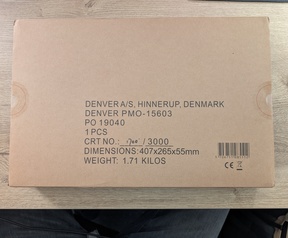 DENVER A/S, HINNERUP, DENMARK
DENVER PMO-15603
PO 19040
1 PCS
CRT NO.: /3000
DIMENSIONS: 407x265x55mm
WEIGHT: 1.71 KILOS
CE